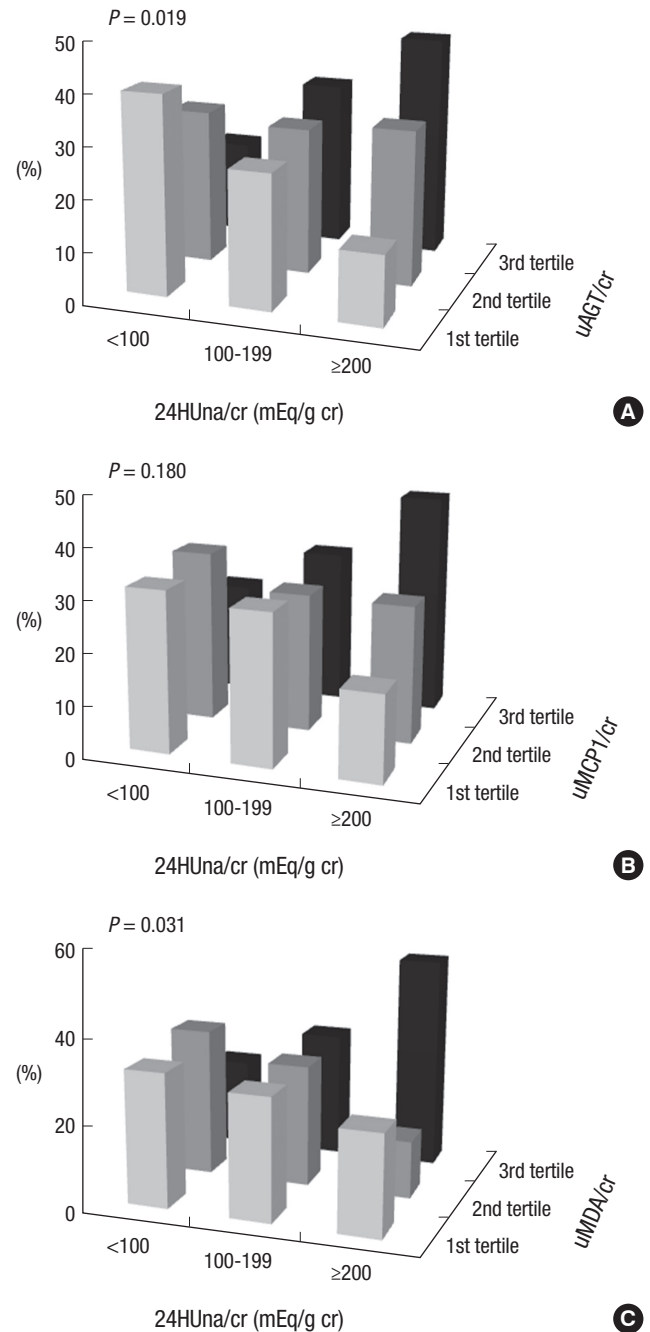 P = 0.019
50
40
30
20
10
0
(%)
<100
100-199
≥200
3rd tertile
2nd tertile
1st tertile
uAGT/cr
24HUna/cr (mEq/g cr)
A
P = 0.180
50
40
30
20
10
0
(%)
<100
100-199
≥200
3rd tertile
2nd tertile
1st tertile
uMCP1/cr
24HUna/cr (mEq/g cr)
B
P = 0.031
60
40
20
0
(%)
<100
100-199
≥200
3rd tertile
2nd tertile
1st tertile
uMDA/cr
24HUna/cr (mEq/g cr)
C